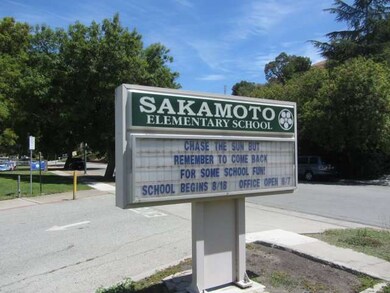 SAKAMOTO
ELEMENTARY SCHOOL
CHASE THE SUN BUT
REMEMBER TO COME BACK
FOR SOME SCHOOL FUN!
SCHOOL BEGINS 8/18 OFFICE OPEN 8/7